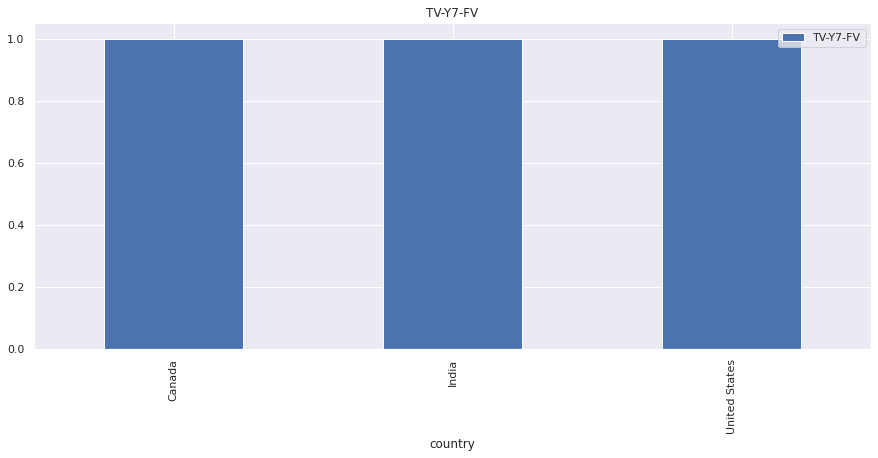 TV-Y7-FV
TV-Y7-FV
1.0
0.8
0.6
0.4
0.2
0.0
Canada
India
United States
country